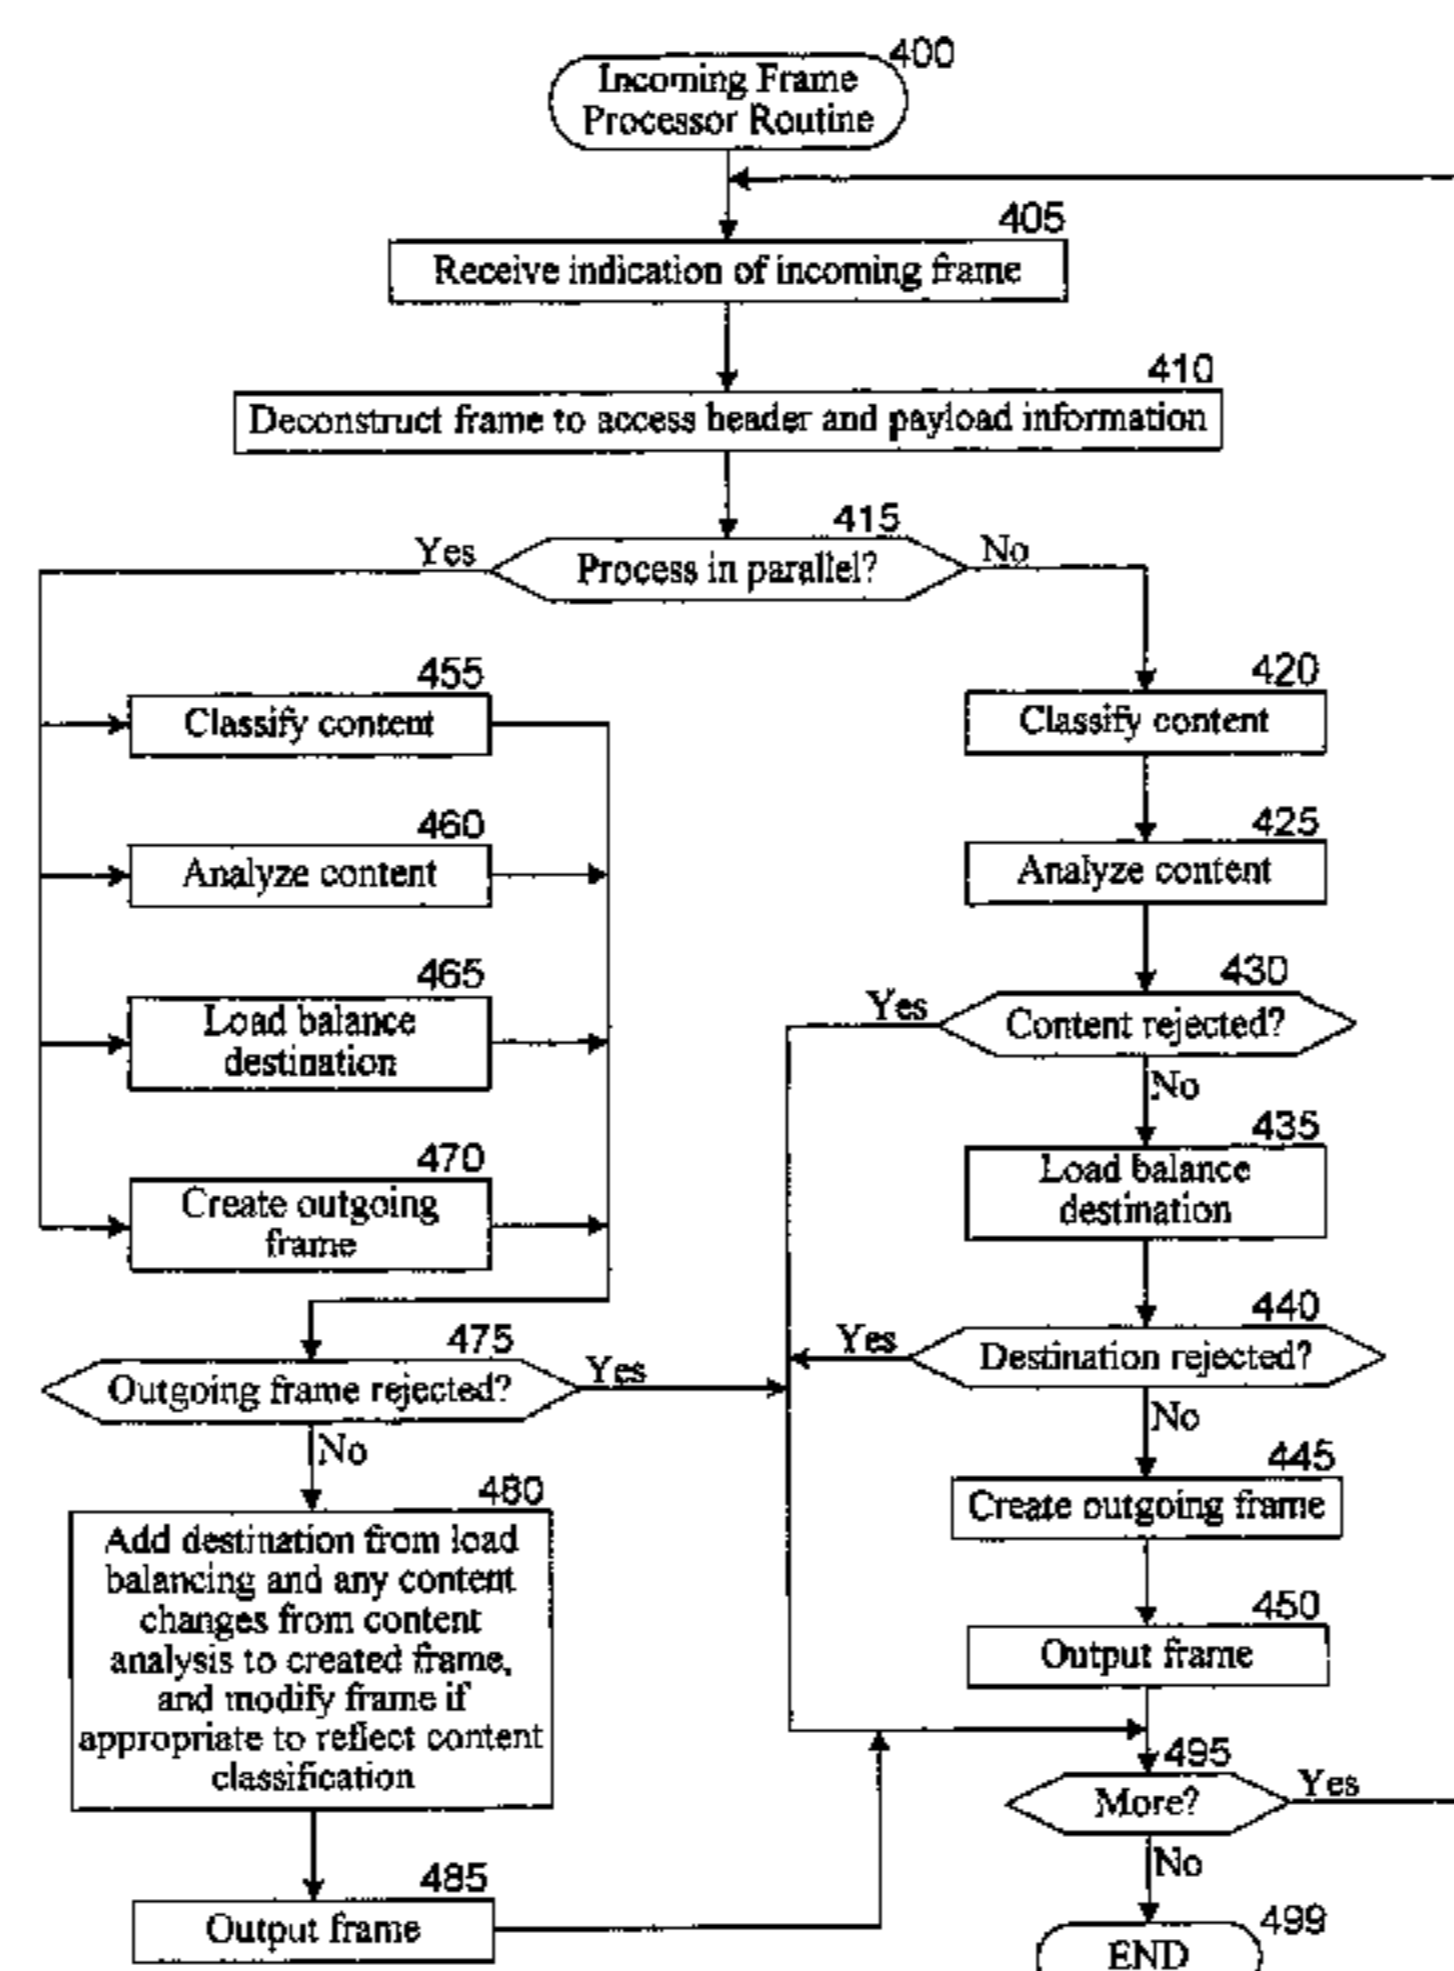 400
Incoming Frame
Processor Routine
405
Receive indication of incoming frame
410
Deconstruct frame to access header and payload information
415
Yes
Process in parallel?
No
455
Classify content
460
Analyze content
465
Load balance
destination
470
Create outgoing
frame
475
Outgoing frame rejected?
Yes
No
480
Add destination from load
balancing and any content
changes from content
analysis to created frame,
and modify frame if
appropriate to reflect content
classification
485
Output frame
420
Classify content
425
Analyze content
430
Yes
Content rejected?
No
435
Load balance
destination
440
Yes
Destination rejected?
No
445
Create outgoing frame
450
Output frame
495
More?
Yes
No
499
END